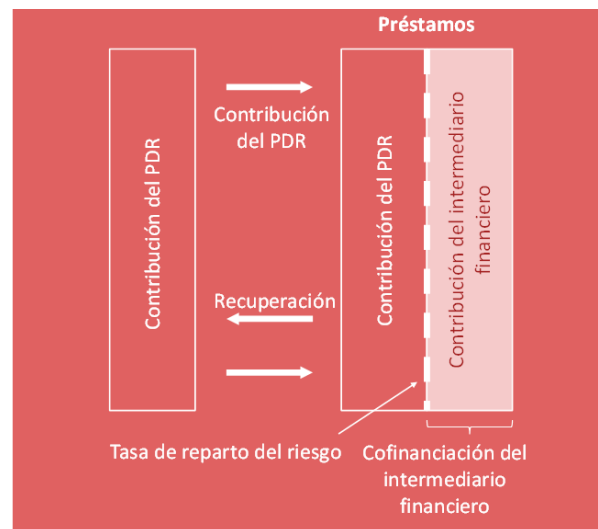 Préstamos
Contribución del PDR
Contribución
del PDR
Contribución del PDR
Contribución del intermediario
financiero
Recuperación
Tasa de reparto del riesgo
Cofinanciación del
intermediario
financiero